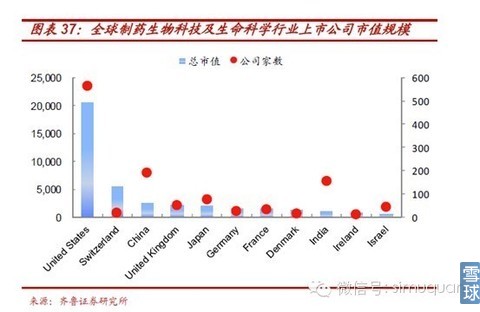 图表 37：全球制药生物科技及生命科学行业上市公司市值规模
总市值 公司家数
25,000
20,000
15,000
10,000
5,000
0
600
500
400
300
200
100
0
United States
Switzerland
China
United Kingdom
Japan
Germany
France
Denmark
India
Ireland
Israel
来源：齐鲁证券研究所
微信号: simuquan
雪球